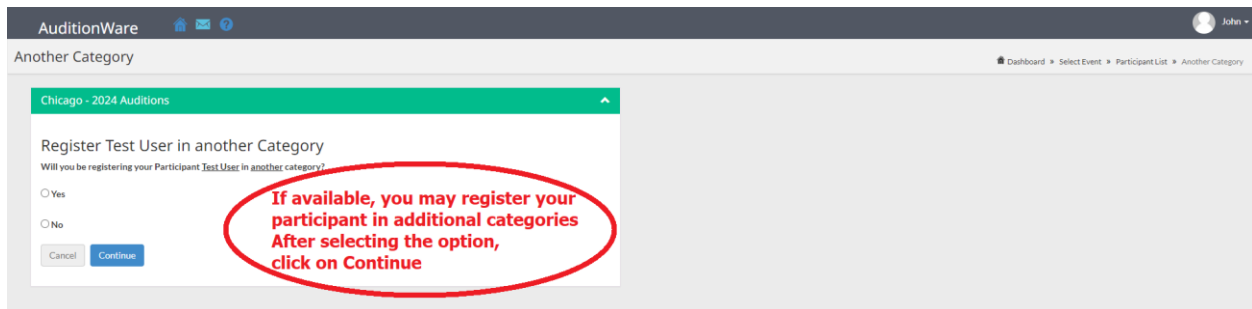 AuditionWare
John
Another Category
Dashboard » Select Event » Participant List » Another Category
Chicago - 2024 Auditions
Register Test User in another Category
Will you be registering your Participant Test User in another category?
Yes
No
If available, you may register your
participant in additional categories
After selecting the option,
click on Continue
Cancel
Continue